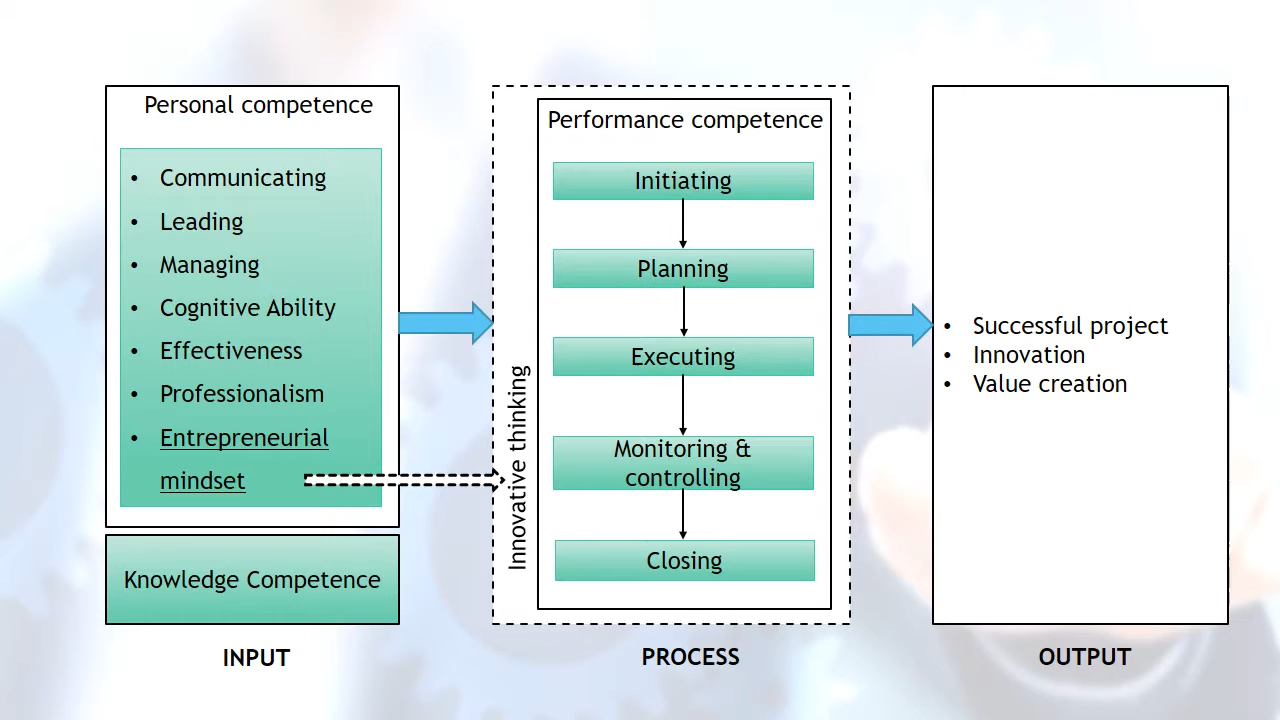 Personal competence
• Communicating
• Leading
• Managing
• Cognitive Ability
• Effectiveness
• Professionalism
• Entrepreneurial
mindset
Knowledge Competence
INPUT
Innovative thinking
Performance competence
Initiating
Planning
Executing
Monitoring &
controlling
Closing
PROCESS
• Successful project
• Innovation
• Value creation
OUTPUT